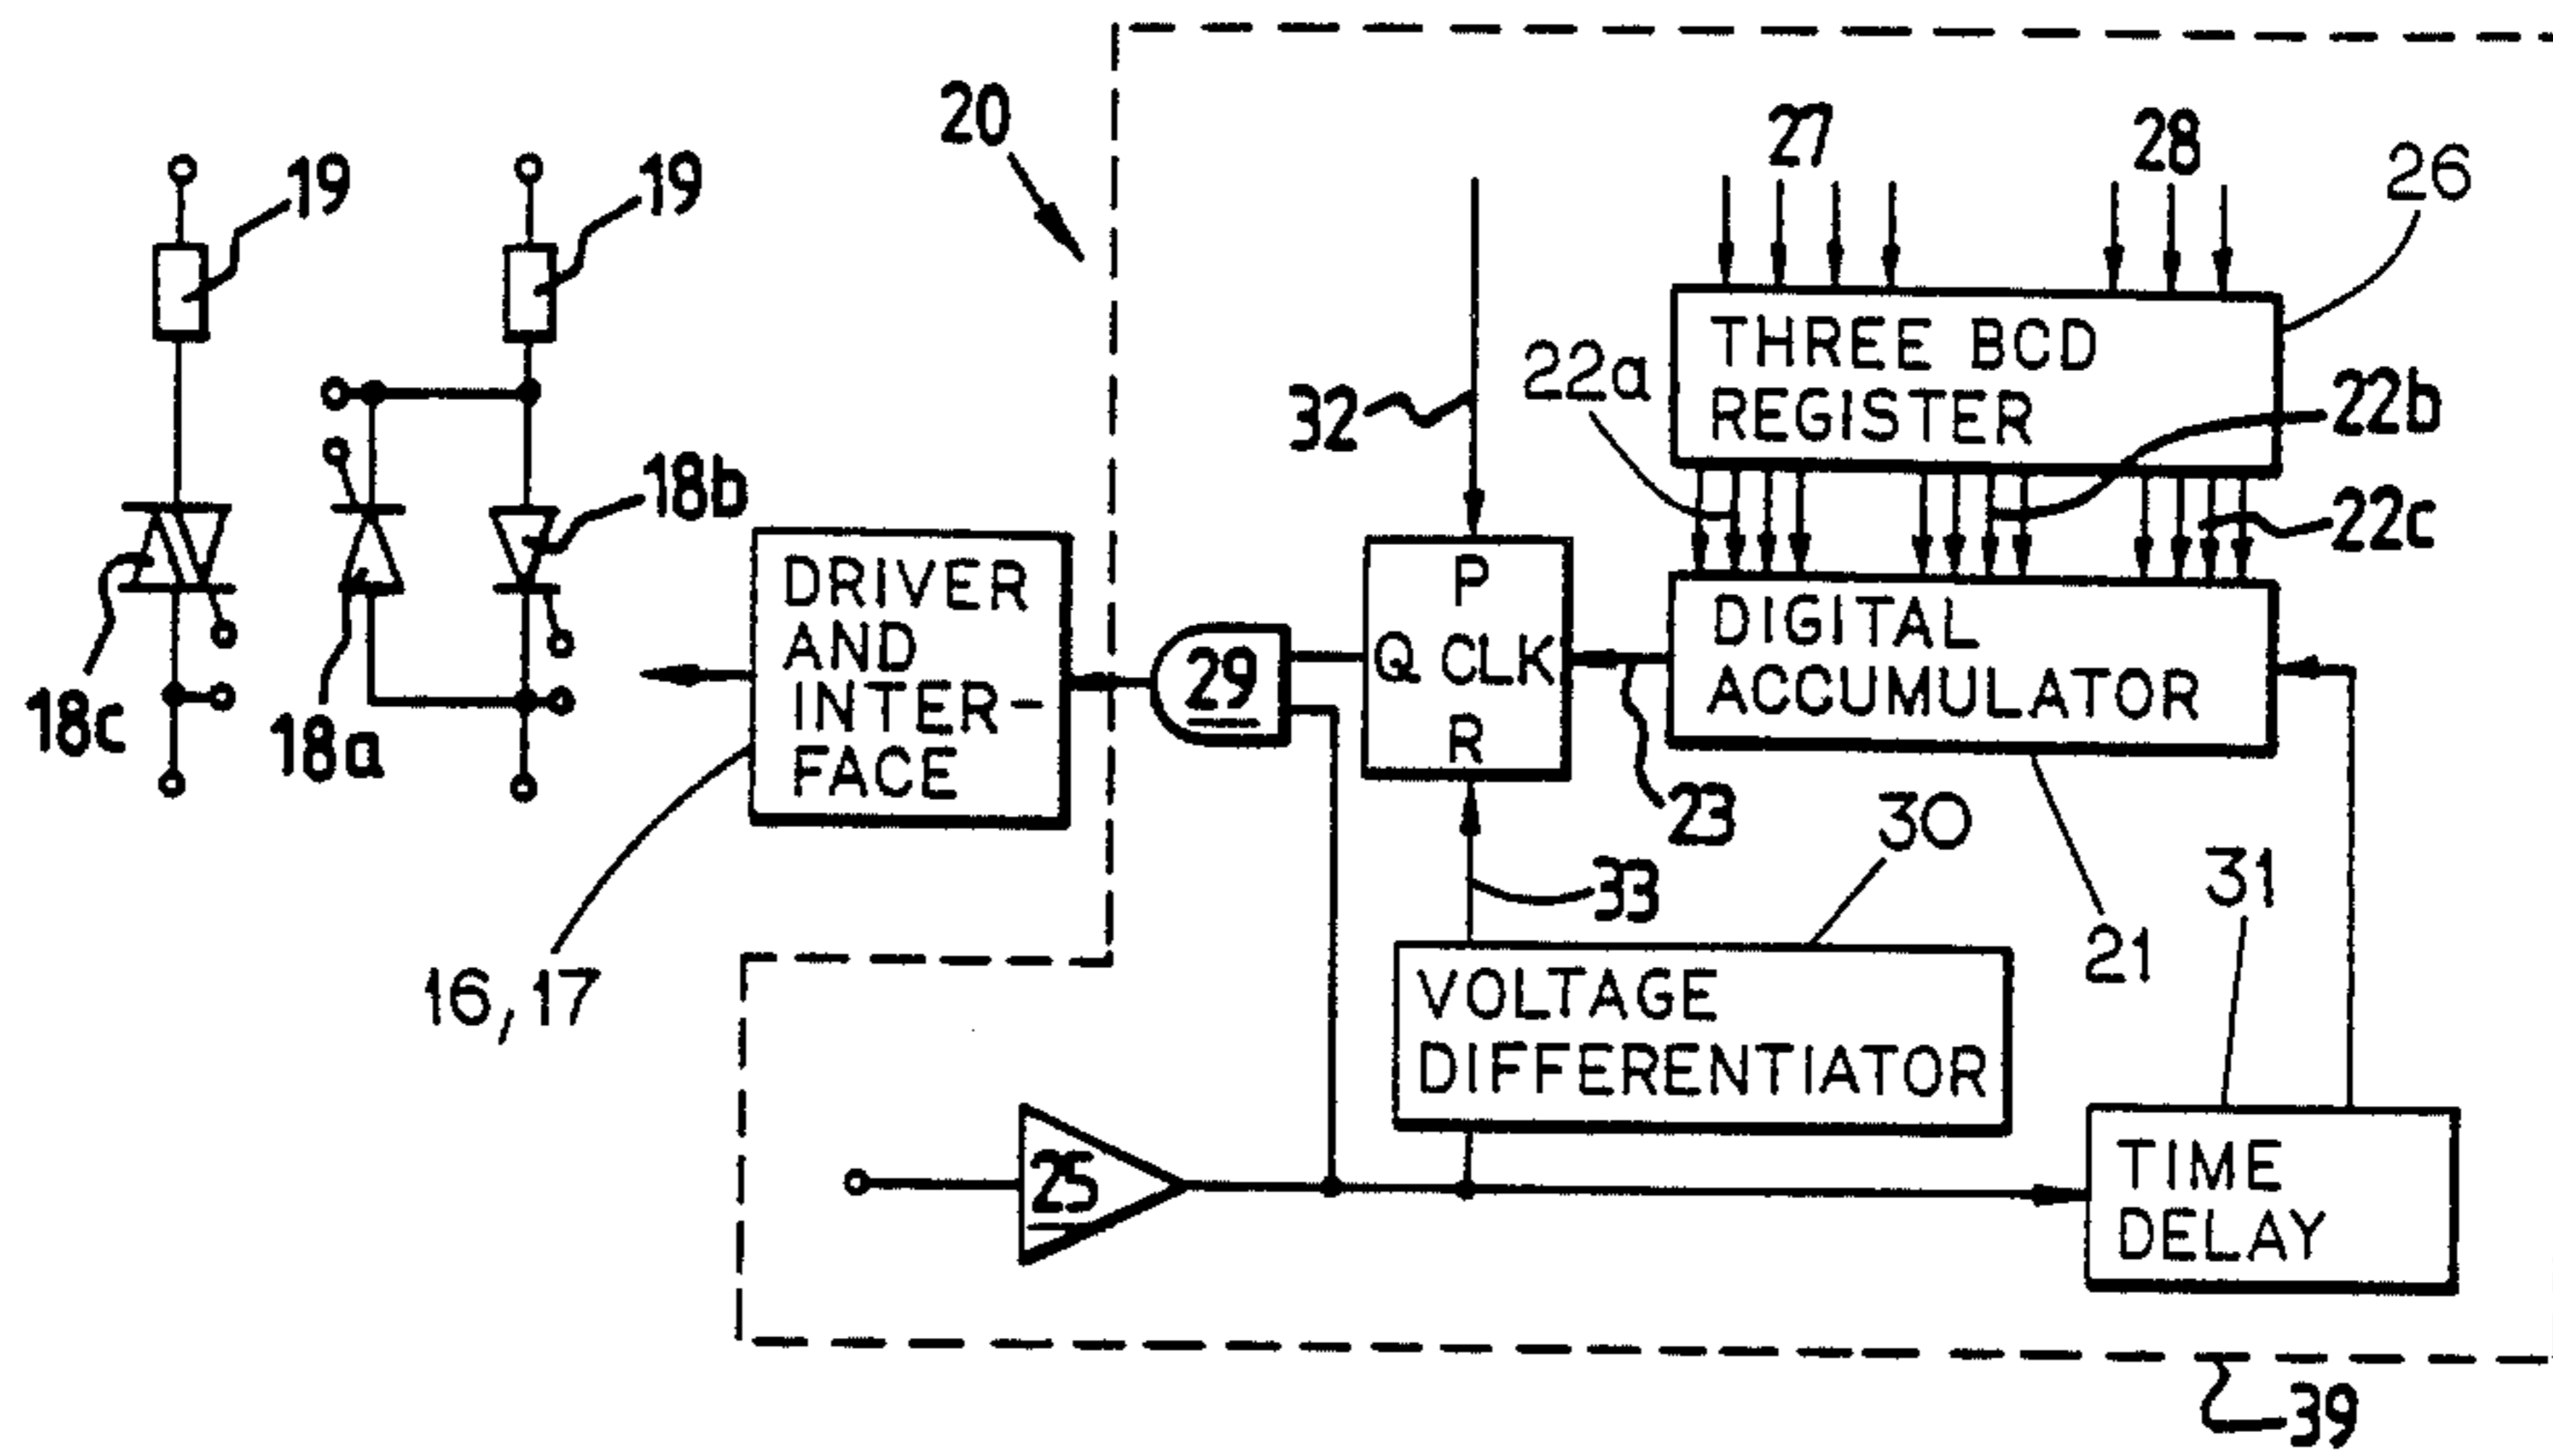 20
27
28
26
19
19
THREE BCD
REGISTER
22a
22b
32
18b
22c
DRIVER
AND
INTER-
FACE
P
Q CLK
R
DIGITAL
ACCUMULATOR
29
18c
18a
23
30
33
31
21
16,17
VOLTAGE
DIFFERENTIATOR
25
TIME
DELAY
39